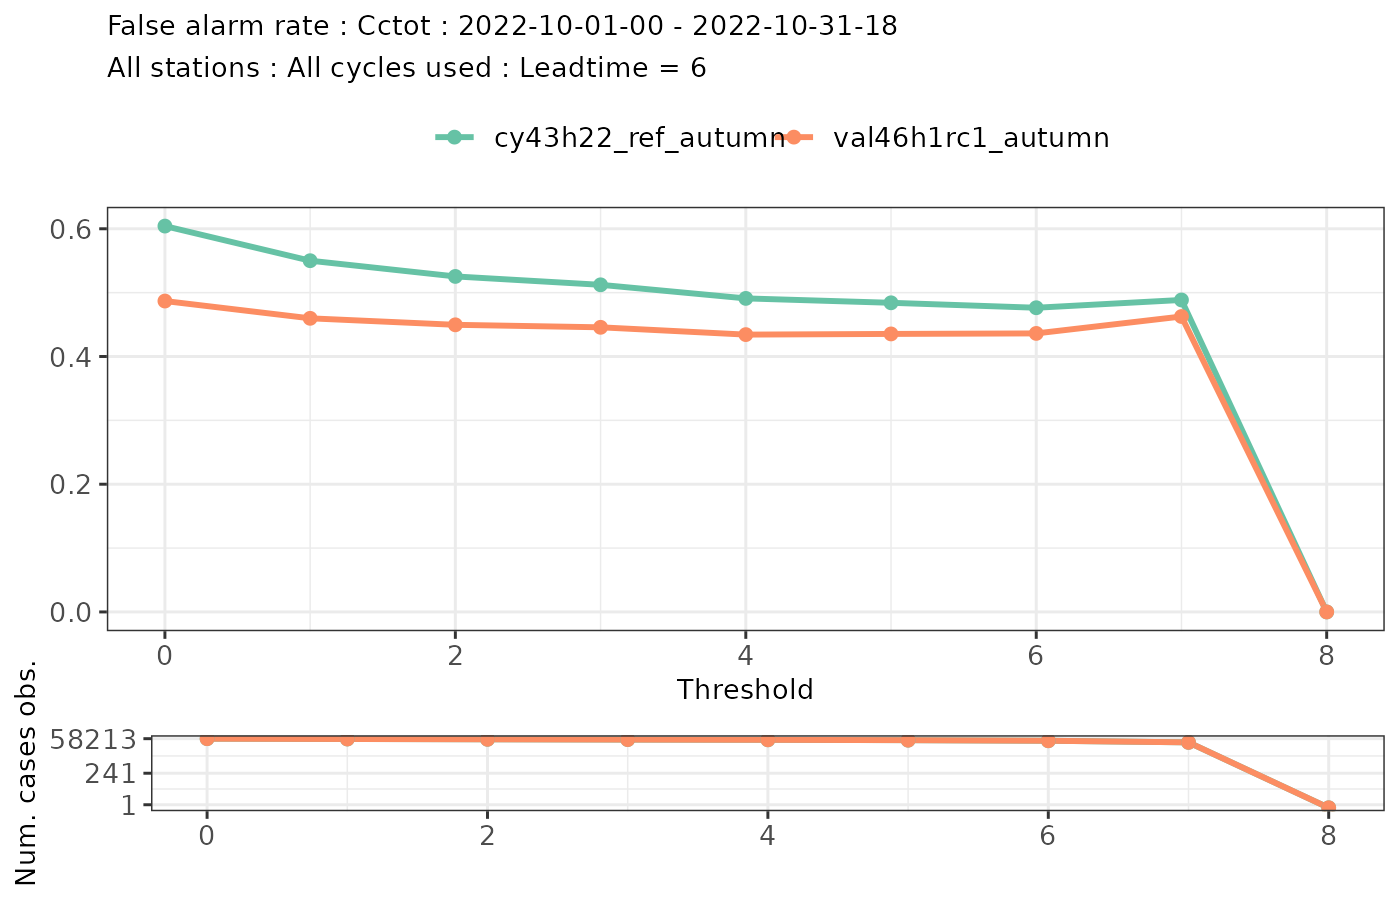 False alarm rate : Cctot : 2022-10-01-00 - 2022-10-31-18
All stations : All cycles used : Leadtime = 6
cy43h22_ref_autumn val46h1rc1_autumn
0.6
0.4
0.2
0.0
0 2 4 6 8
Threshold
Num. cases obs.
58213
241
1
0 2 4 6 8